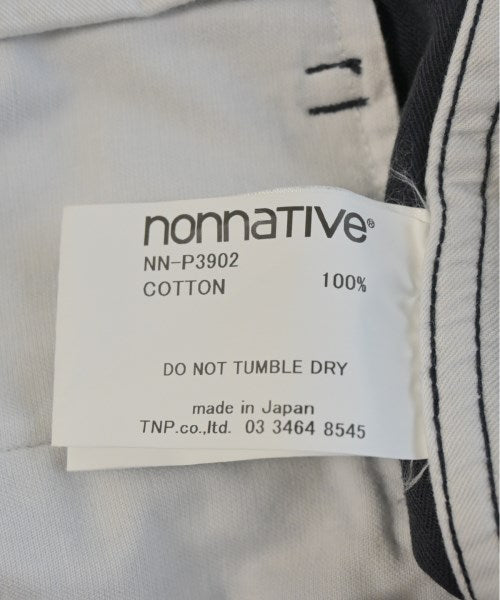 nonnaTIVe®
NN-P3902
COTTON 100%
DO NOT TUMBLE DRY
made in Japan
TNP.co.,ltd. 03 3464 8545